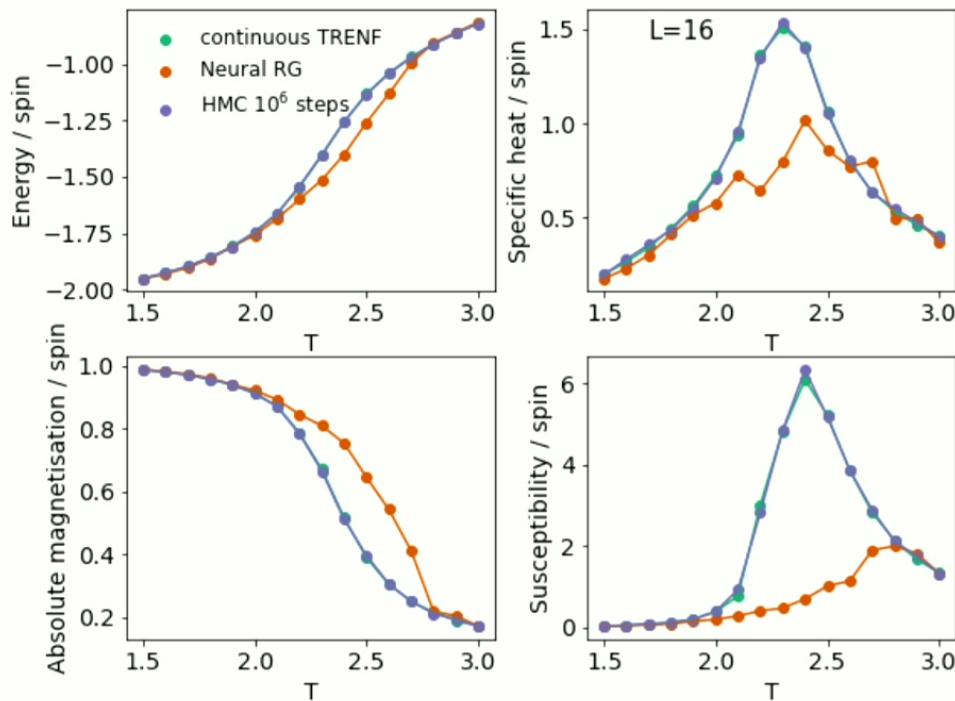 continuous TRENF
Neural RG
HMC 10⁶ steps
Energy / spin
−1.00
−1.25
−1.50
−1.75
−2.00
1.5 2.0 2.5 3.0
T
L=16
Specific heat / spin
1.5
1.0
0.5
1.5 2.0 2.5 3.0
T
Absolute magnetisation / spin
1.0
0.8
0.6
0.4
0.2
1.5 2.0 2.5 3.0
T
Susceptibility / spin
6
4
2
0
1.5 2.0 2.5 3.0
T